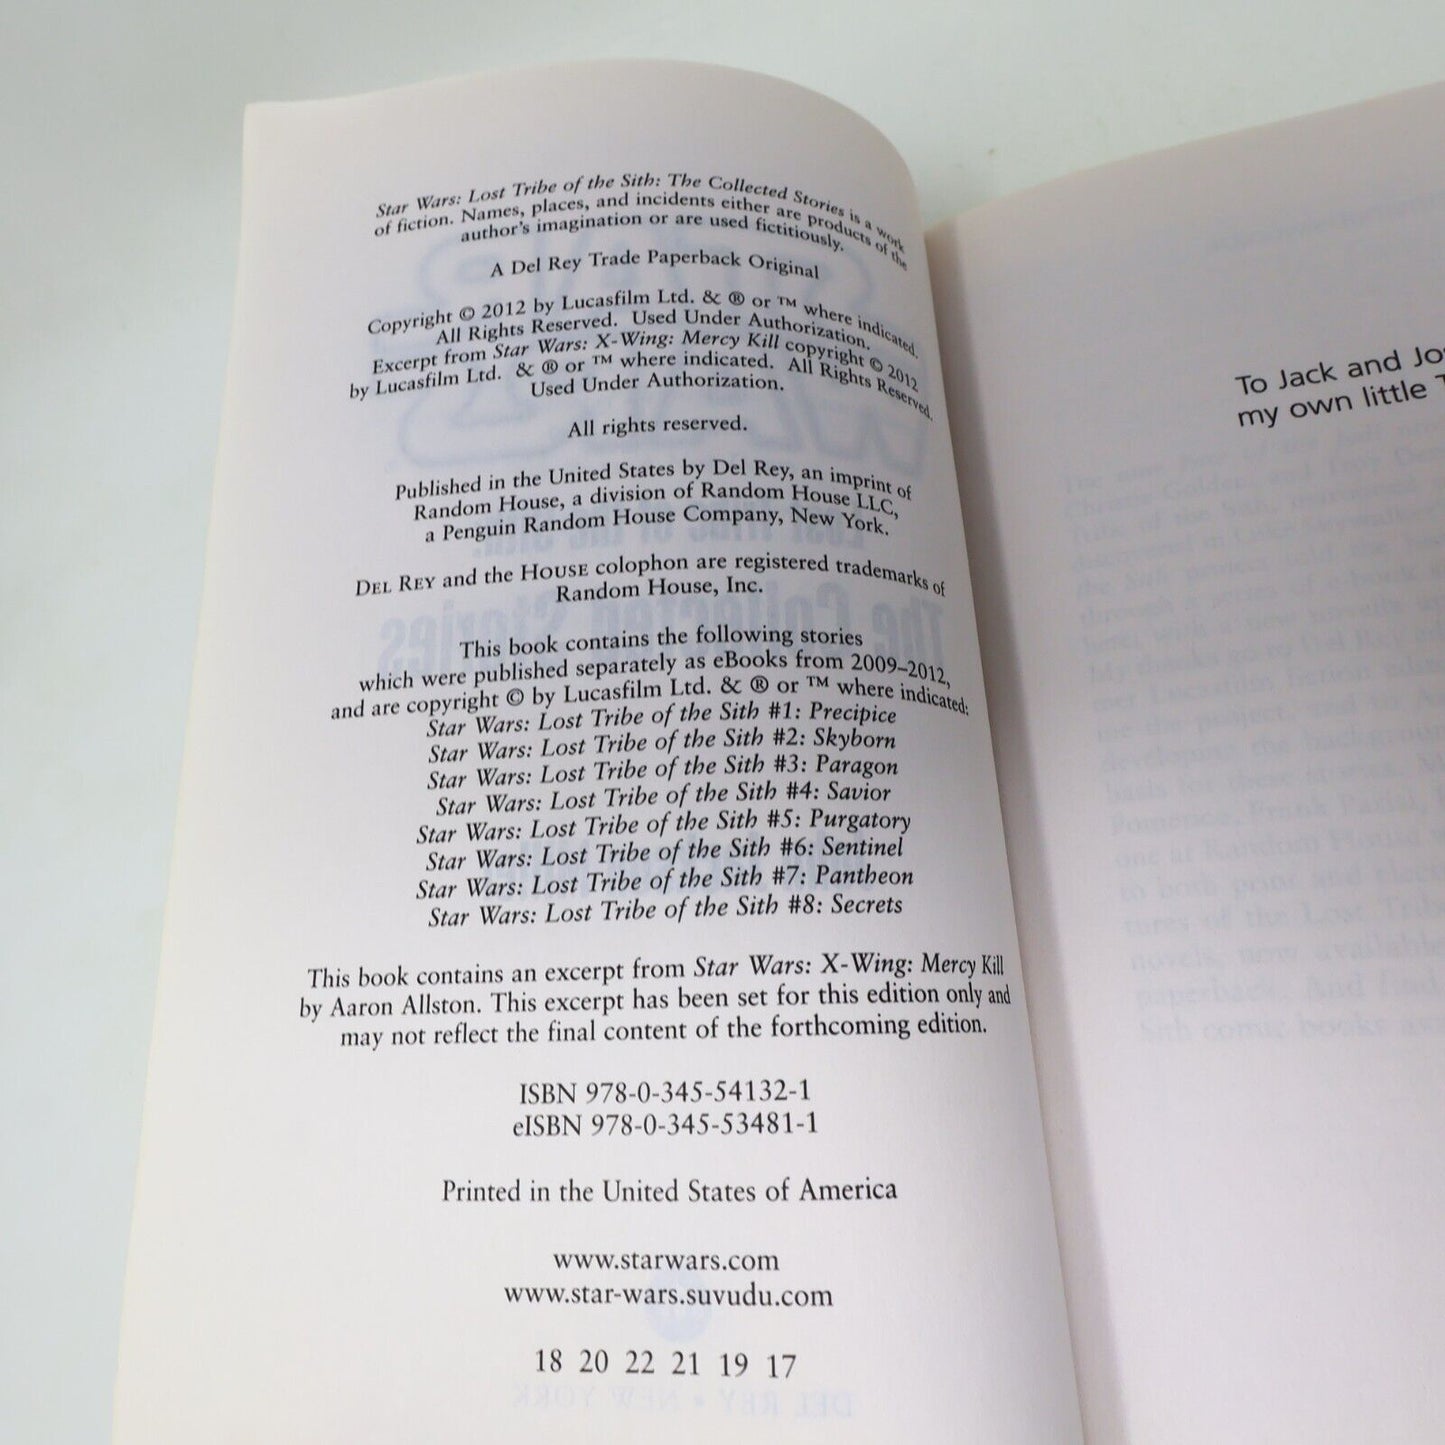 Star Wars: Lost Tribe of the Sith: The Collected Stories is a work
of fiction. Names, places, and incidents either are products of the
author's imagination or are used fictitiously.
A Del Rey Trade Paperback Original
Copyright © 2012 by Lucasfilm Ltd. & ® or ™ where indicated.
All Rights Reserved. Used Under Authorization.
Excerpt from Star Wars: X-Wing: Mercy Kill copyright © 2012
by Lucasfilm Ltd. & ® or ™ where indicated. All Rights Reserved.
Used Under Authorization.
All rights reserved.
Published in the United States by Del Rey, an imprint of
Random House, a division of Random House LLC,
a Penguin Random House Company, New York.
DEL REY and the HOUSE colophon are registered trademarks of
Random House, Inc.
This book contains the following stories
which were published separately as eBooks from 2009–2012,
and are copyright © by Lucasfilm Ltd. & ® or ™ where indicated:
Star Wars: Lost Tribe of the Sith #1: Precipice
Star Wars: Lost Tribe of the Sith #2: Skyborn
Star Wars: Lost Tribe of the Sith #3: Paragon
Star Wars: Lost Tribe of the Sith #4: Savior
Star Wars: Lost Tribe of the Sith #5: Purgatory
Star Wars: Lost Tribe of the Sith #6: Sentinel
Star Wars: Lost Tribe of the Sith #7: Pantheon
Star Wars: Lost Tribe of the Sith #8: Secrets
This book contains an excerpt from Star Wars: X-Wing: Mercy Kill
by Aaron Allston. This excerpt has been set for this edition only and
may not reflect the final content of the forthcoming edition.
ISBN 978-0-345-54132-1
eISBN 978-0-345-53481-1
Printed in the United States of America
www.starwars.com
www.star-wars.suvudu.com
18 20 22 21 19 17
To Jack and
my own little